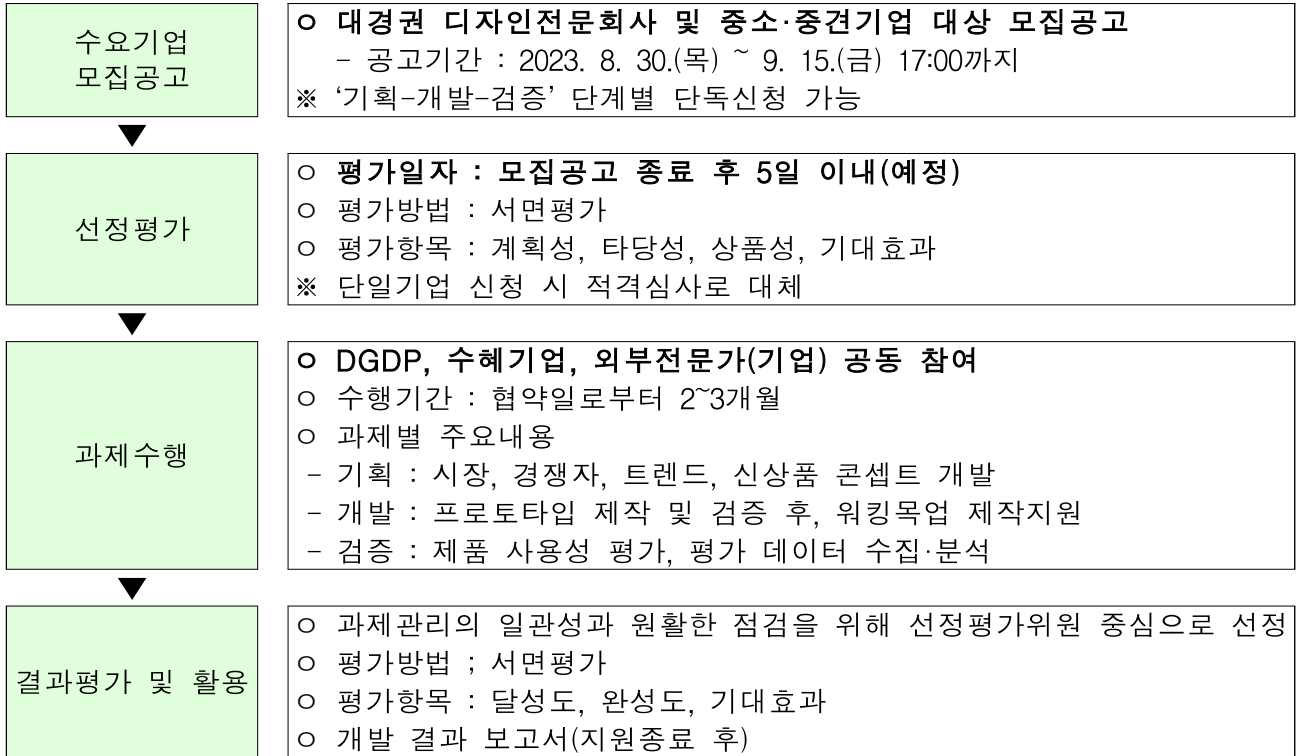 수요기업
모집공고
ㅇ 대경권 디자인전문회사 및 중소·중견기업 대상 모집공고
- 공고기간 : 2023. 8. 30.(목) ~ 9. 15.(금) 17:00까지
※ ‘기획-개발-검증’ 단계별 단독신청 가능
▼
선정평가
ㅇ 평가일자 : 모집공고 종료 후 5일 이내(예정)
ㅇ 평가방법 : 서면평가
ㅇ 평가항목 : 계획성, 타당성, 상품성, 기대효과
※ 단일기업 신청 시 적격심사로 대체
▼
과제수행
ㅇ DGDP, 수혜기업, 외부전문가(기업) 공동 참여
ㅇ 수행기간 : 협약일로부터 2~3개월
ㅇ 과제별 주요내용
- 기획 : 시장, 경쟁자, 트렌드, 신상품 콘셉트 개발
- 개발 : 프로토타입 제작 및 검증 후, 워킹목업 제작지원
- 검증 : 제품 사용성 평가, 평가 데이터 수집·분석
▼
결과평가 및 활용
ㅇ 과제관리의 일관성과 원활한 점검을 위해 선정평가위원 중심으로 선정
ㅇ 평가방법 ; 서면평가
ㅇ 평가항목 : 달성도, 완성도, 기대효과
ㅇ 개발 결과 보고서(지원종료 후)